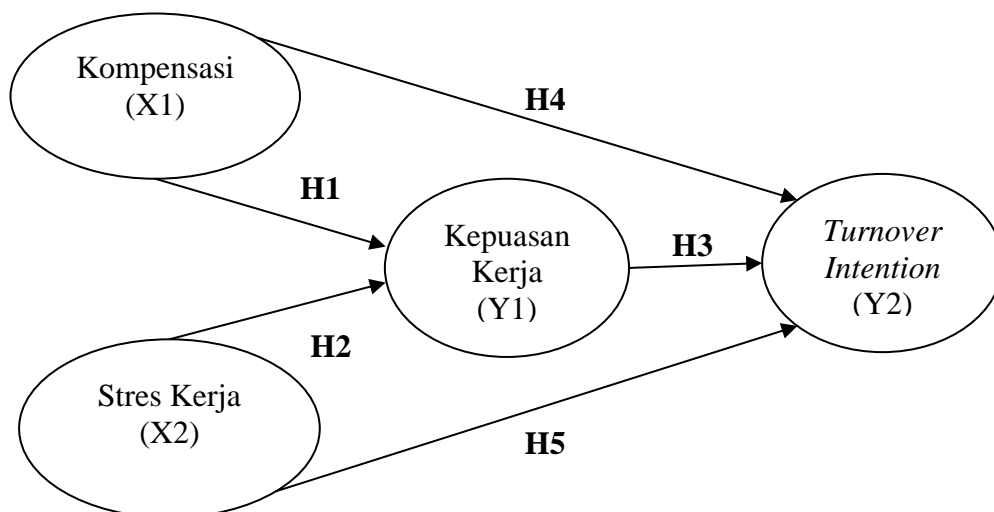 Kompensasi
(X1)
H4
H1
Kepuasan
Kerja
(Y1)
H3
Turnover
Intention
(Y2)
H2
Stres Kerja
(X2)
H5